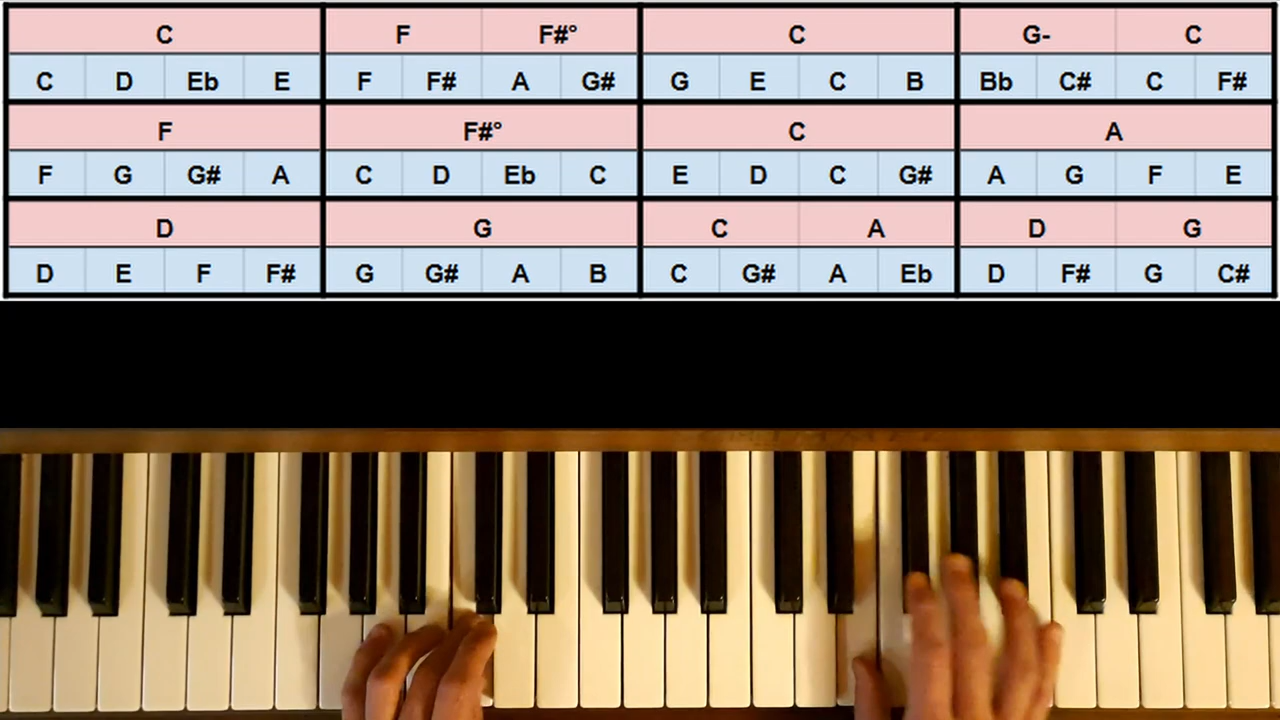 C F F#° C G- C
C D Eb E F F# A G# G E C B Bb C# C F#
F F#° C A
F G G# A C D Eb C E D C G# A G F E
D G C A D G
D E F F# G G# A B C G# A Eb D F# G C#